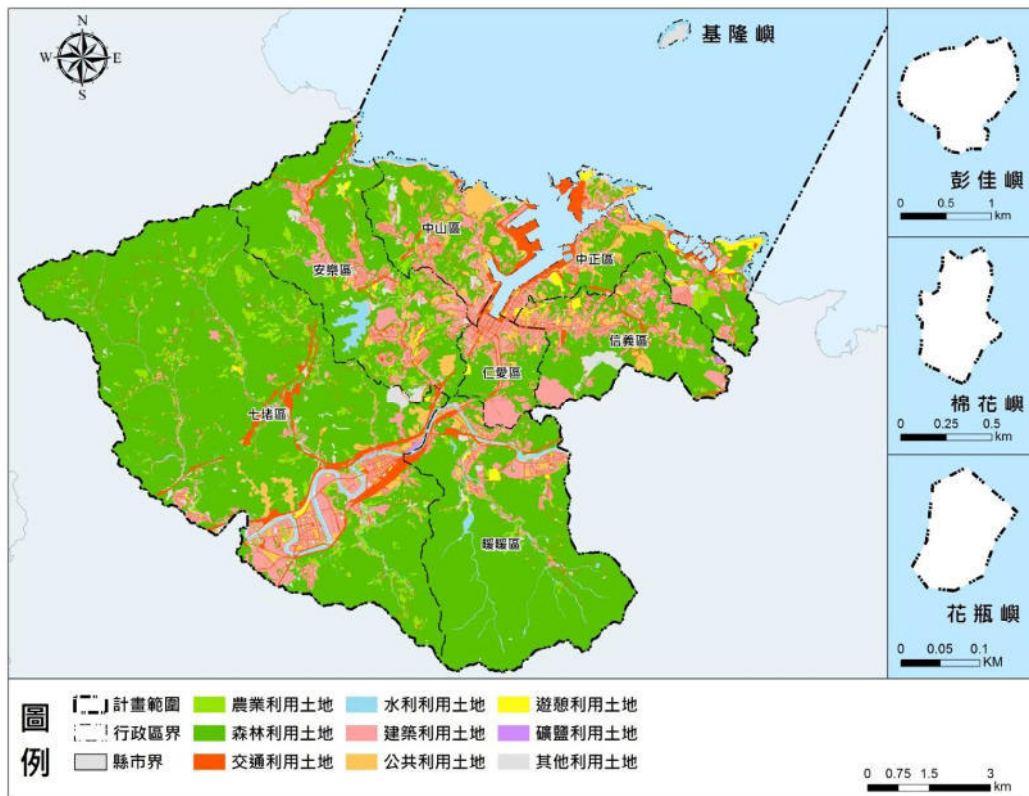 N
W E
S
基隆嶼
彭佳嶼
0 0.5 1
km
中山區
安樂區
中正區
信義區
仁愛區
七堵區
暖暖區
棉花嶼
0 0.25 0.5
km
花瓶嶼
0 0.05 0.1
KM
圖例
計畫範圍 農業利用土地 水利利用土地 遊憩利用土地
行政區界 森林利用土地 建築利用土地 礦鹽利用土地
縣市界 交通利用土地 公共利用土地 其他利用土地
0 0.75 1.5 3
km